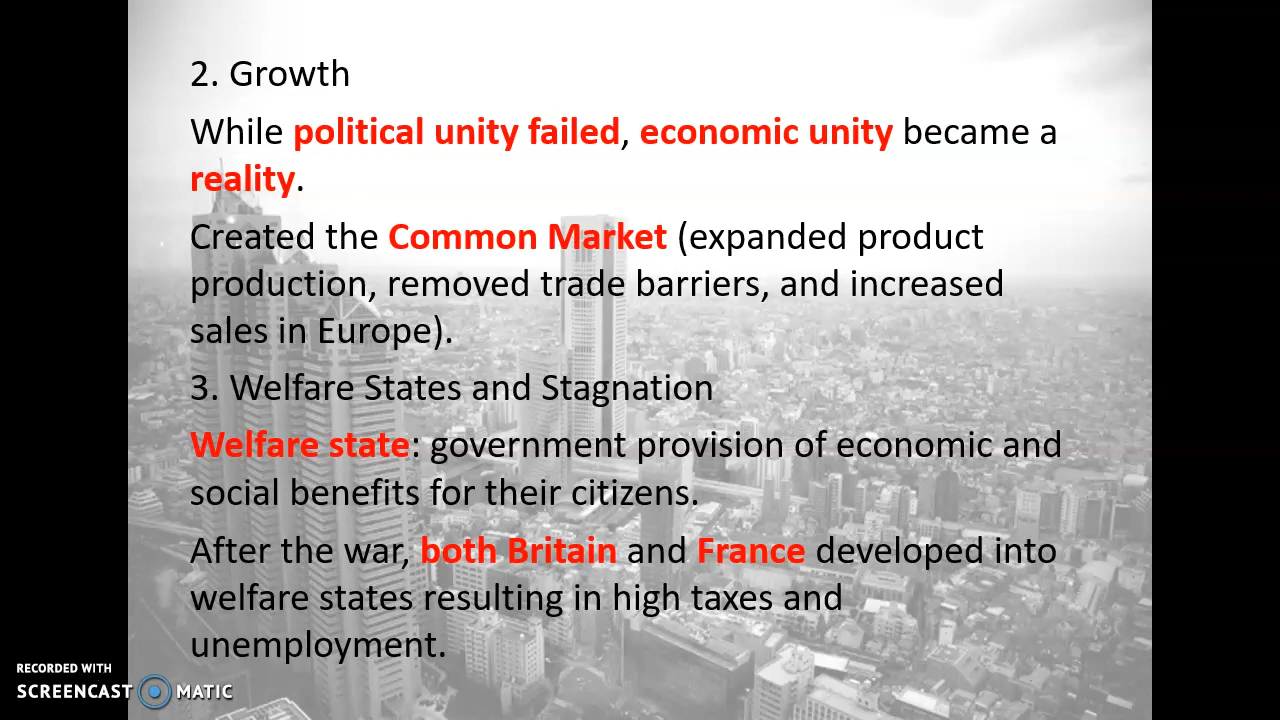 2. Growth
While political unity failed, economic unity became a
reality.
Created the Common Market (expanded product
production, removed trade barriers, and increased
sales in Europe).
3. Welfare States and Stagnation
Welfare state: government provision of economic and
social benefits for their citizens.
After the war, both Britain and France developed into
welfare states resulting in high taxes and
unemployment.
RECORDED WITH
SCREENCAST MATIC